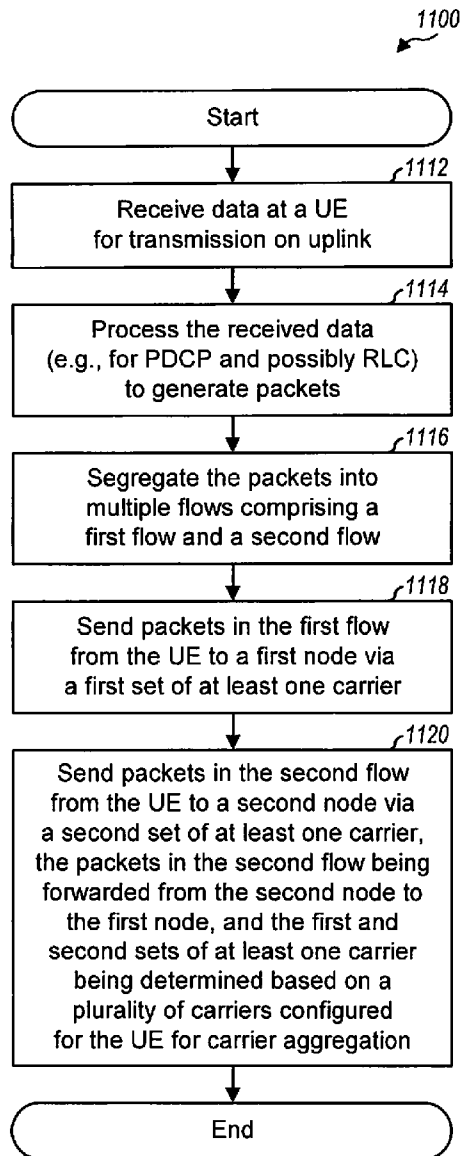 1100
Start
1112
Receive data at a UE
for transmission on uplink
1114
Process the received data
(e.g., for PDCP and possibly RLC)
to generate packets
1116
Segregate the packets into
multiple flows comprising a
first flow and a second flow
1118
Send packets in the first flow
from the UE to a first node via
a first set of at least one carrier
1120
Send packets in the second flow
from the UE to a second node via
a second set of at least one carrier,
the packets in the second flow being
forwarded from the second node to
the first node, and the first and
second sets of at least one carrier
being determined based on a
plurality of carriers configured
for the UE for carrier aggregation
End